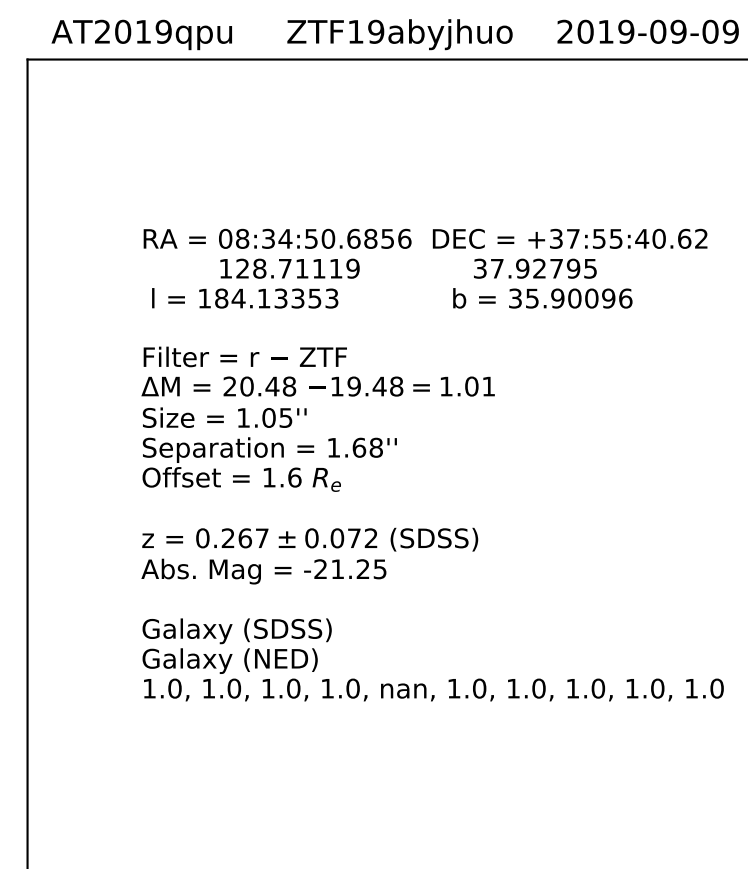 AT2019qpu ZTF19abyjhuo 2019-09-09
RA = 08:34:50.6856 DEC = +37:55:40.62
128.71119 37.92795
l = 184.13353 b = 35.90096
Filter = r − ZTF
ΔM = 20.48 −19.48 = 1.01
Size = 1.05''
Separation = 1.68''
Offset = 1.6 Rₑ
z = 0.267 ± 0.072 (SDSS)
Abs. Mag = -21.25
Galaxy (SDSS)
Galaxy (NED)
1.0, 1.0, 1.0, 1.0, nan, 1.0, 1.0, 1.0, 1.0, 1.0